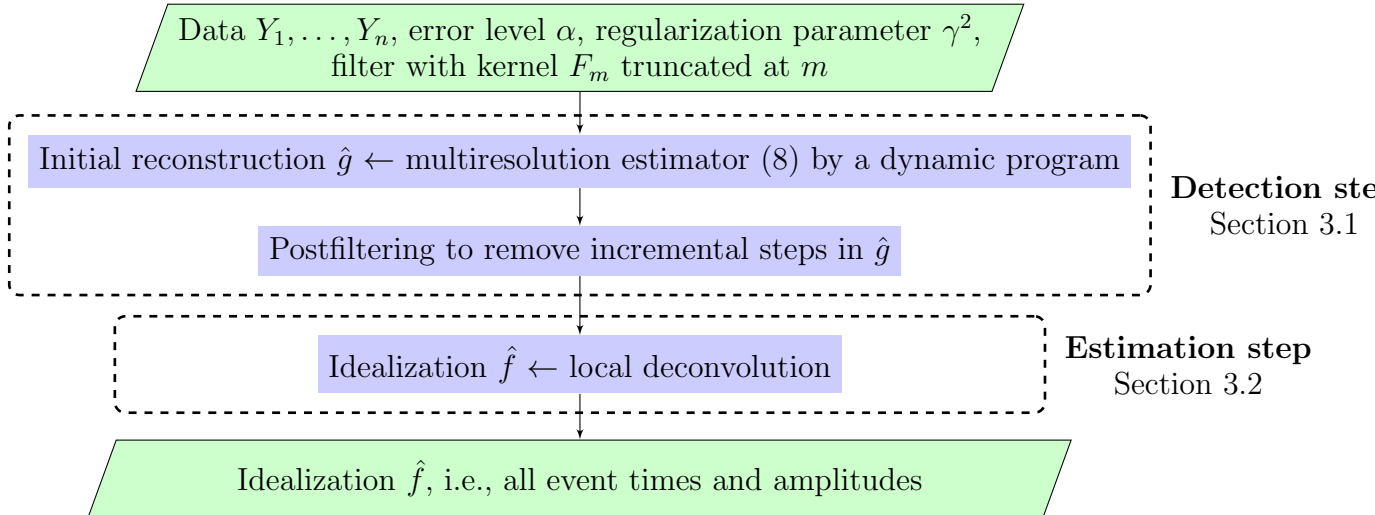 Data Y₁, . . . , Yₙ, error level α, regularization parameter γ²,
filter with kernel Fₘ truncated at m
Initial reconstruction ĝ ← multiresolution estimator (8) by a dynamic program
Postfiltering to remove incremental steps in ĝ
Detection ste
Section 3.1
Idealization f̂ ← local deconvolution
Estimation step
Section 3.2
Idealization f̂, i.e., all event times and amplitudes